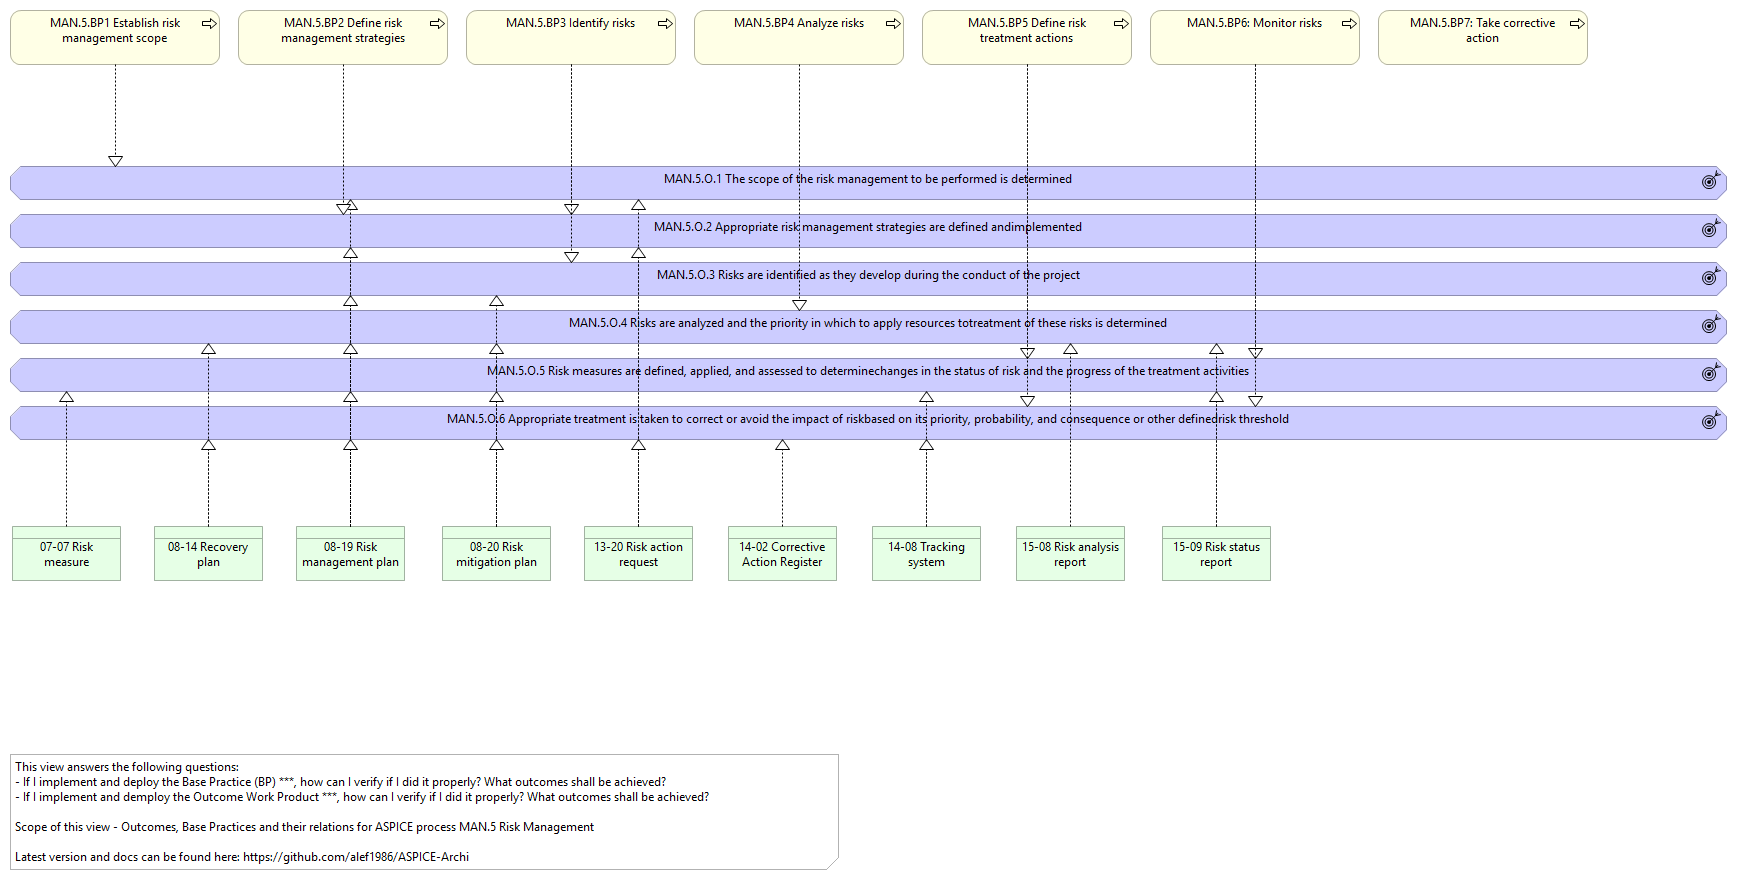 MAN.5.BP1 Establish risk
management scope
MAN.5.BP2 Define risk
management strategies
MAN.5.BP3 Identify risks
MAN.5.BP4 Analyze risks
MAN.5.BP5 Define risk
treatment actions
MAN.5.BP6: Monitor risks
MAN.5.BP7: Take corrective
action
MAN.5.O.1 The scope of the risk management to be performed is determined
MAN.5.O.2 Appropriate risk management strategies are defined andimplemented
MAN.5.O.3 Risks are identified as they develop during the conduct of the project
MAN.5.O.4 Risks are analyzed and the priority in which to apply resources totreatment of these risks is determined
MAN.5.O.5 Risk measures are defined, applied, and assessed to determinechanges in the status of risk and the progress of the treatment activities
MAN.5.O.6 Appropriate treatment is taken to correct or avoid the impact of riskbased on its priority, probability, and consequence or other definedrisk threshold
07-07 Risk
measure
08-14 Recovery
plan
08-19 Risk
management plan
08-20 Risk
mitigation plan
13-20 Risk action
request
14-02 Corrective
Action Register
14-08 Tracking
system
15-08 Risk analysis
report
15-09 Risk status
report
This view answers the following questions:
- If I implement and deploy the Base Practice (BP) ***, how can I verify if I did it properly? What outcomes shall be achieved?
- If I implement and demploy the Outcome Work Product ***, how can I verify if I did it properly? What outcomes shall be achieved?
Scope of this view - Outcomes, Base Practices and their relations for ASPICE process MAN.5 Risk Management
Latest version and docs can be found here: https://github.com/alef1986/ASPICE-Archi